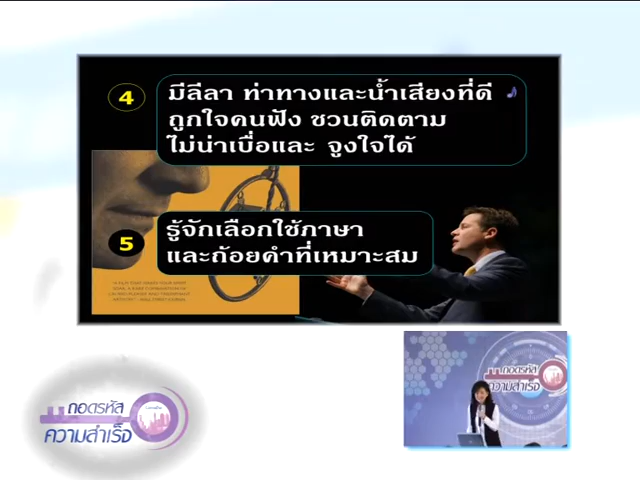 4
มีลีลา ท่าทางและน้ำเสียงที่ดี
ถูกใจคนฟัง ชวนติดตาม
ไม่น่าเบื่อและ จูงใจได้
5
รู้จักเลือกใช้ภาษา
และถ้อยคำที่เหมาะสม
ถอดรหัส
ความสำเร็จ
ถอดรหัส
ความสำเร็จ